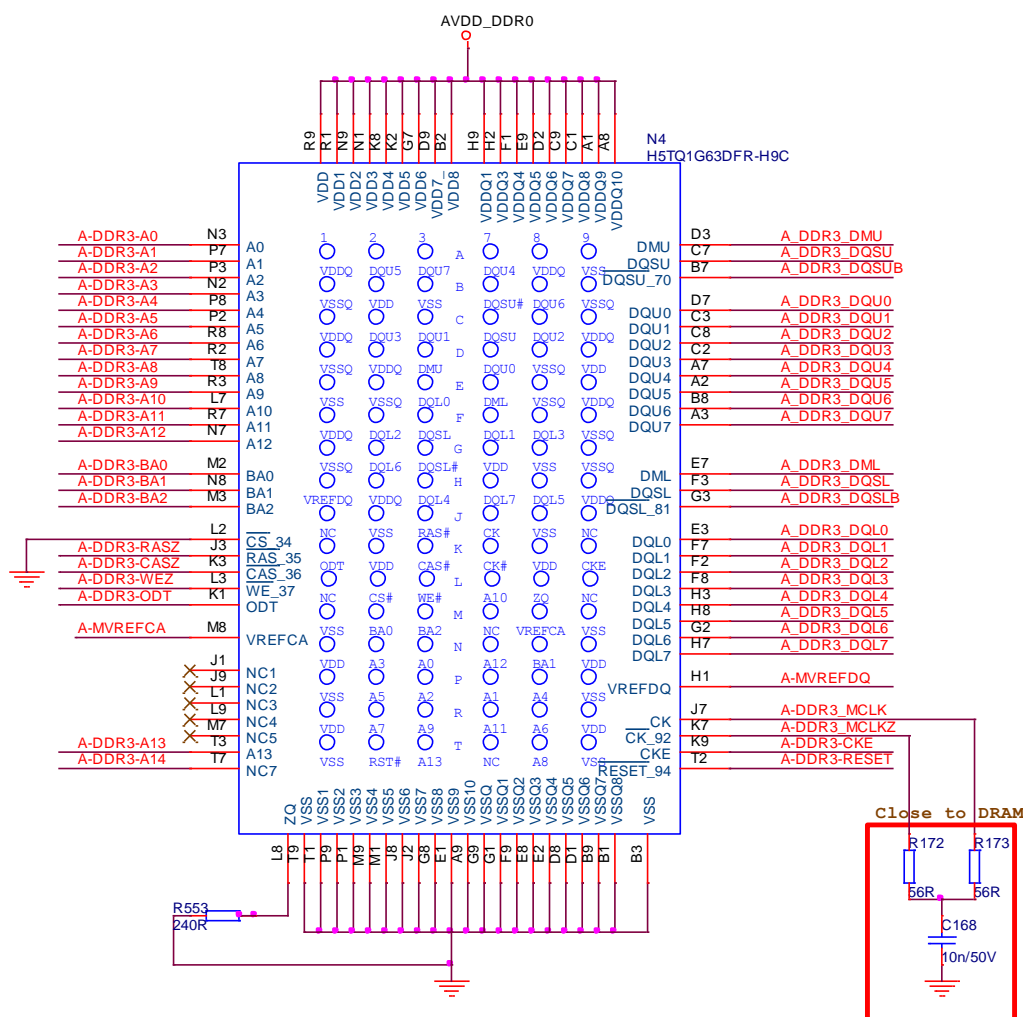 AVDD_DDR0
N4
H5TQ1G63DFR-H9C
R9 R1 N9 N1 K8 K2 G7 D9 B2 H9 H2 F1 E9 D2 C9 C1 A1 A8
VDD VDD1 VDD2 VDD3 VDD4 VDD5 VDD6 VDD7_ VDD8 VDDQ1 VDDQ3 VDDQ4 VDDQ5 VDDQ6 VDDQ7 VDDQ8 VDDQ9 VDDQ10
A-DDR3-A0 N3 A0
A-DDR3-A1 P7 A1
A-DDR3-A2 P3 A2
A-DDR3-A3 N2 A3
A-DDR3-A4 P8 A4
A-DDR3-A5 P2 A5
A-DDR3-A6 R8 A6
A-DDR3-A7 R2 A7
A-DDR3-A8 T8 A8
A-DDR3-A9 R3 A9
A-DDR3-A10 L7 A10
A-DDR3-A11 R7 A11
A-DDR3-A12 N7 A12
A-DDR3-BA0 M2 BA0
A-DDR3-BA1 N8 BA1
A-DDR3-BA2 M3 BA2
L2 CS_34
A-DDR3-RASZ J3 RAS_35
A-DDR3-CASZ K3 CAS_36
A-DDR3-WEZ L3 WE_37
A-DDR3-ODT K1 ODT
A-MVREFCA M8 VREFCA
J1 NC1
J9 NC2
L1 NC3
L9 NC4
M7 NC5
A-DDR3-A13 T3 A13
A-DDR3-A14 T7 NC7
1 2 3 7 8 9
A
VDDQ DQU5 DQU7 DQU4 VDDQ VSS
B
VSSQ VDD VSS DQSU# DQU6 VSSQ
C
VDDQ DQU3 DQU1 DQSU DQU2 VDDQ
D
VSSQ VDDQ DMU DQU0 VSSQ VDD
E
VSS VSSQ DQL0 DML VSSQ VDDQ
F
VDDQ DQL2 DQSL DQL1 DQL3 VSSQ
G
VSSQ DQL6 DQSL# VDD VSS VSSQ
H
VREFDQ VDDQ DQL4 DQL7 DQL5 VDDQ
J
NC VSS RAS# CK VSS NC
K
ODT VDD CAS# CK# VDD CKE
L
NC CS# WE# A10 ZQ NC
M
VSS BA0 BA2 NC VREFCA VSS
N
VDD A3 A0 A12 BA1 VDD
P
VSS A5 A2 A1 A4 VSS
R
VDD A7 A9 A11 A6 VDD
T
VSS RST# A13 NC A8 VSS
DMU D3 A_DDR3_DMU
DQSU C7 A_DDR3_DQSU
DQSU_70 B7 A_DDR3_DQSUB
DQU0 D7 A_DDR3_DQU0
DQU1 C3 A_DDR3_DQU1
DQU2 C8 A_DDR3_DQU2
DQU3 C2 A_DDR3_DQU3
DQU4 A7 A_DDR3_DQU4
DQU5 A2 A_DDR3_DQU5
DQU6 B8 A_DDR3_DQU6
DQU7 A3 A_DDR3_DQU7
DML E7 A_DDR3_DML
DQSL F3 A_DDR3_DQSL
DQSL_81 G3 A_DDR3_DQSLB
DQL0 E3 A_DDR3_DQL0
DQL1 F7 A_DDR3_DQL1
DQL2 F2 A_DDR3_DQL2
DQL3 F8 A_DDR3_DQL3
DQL4 H3 A_DDR3_DQL4
DQL5 H8 A_DDR3_DQL5
DQL6 G2 A_DDR3_DQL6
DQL7 H7 A_DDR3_DQL7
VREFDQ H1 A-MVREFDQ
CK J7 A-DDR3_MCLK
CK_92 K7 A-DDR3_MCLKZ
CKE K9 A-DDR3-CKE
RESET_94 T2 A-DDR3-RESET
ZQ VSS VSS1 VSS2 VSS3 VSS4 VSS5 VSS6 VSS7 VSS8 VSS9 VSS10 VSSQ VSSQ1 VSSQ2 VSSQ3 VSSQ4 VSSQ5 VSSQ6 VSSQ7 VSSQ8 VSS
L8 T9 T1 P9 P1 M9 M1 J8 J2 G8 E1 A9 G9 G1 F9 E8 E2 D8 D1 B9 B1 B3
Close to DRAM
R172 R173
56R 56R
C168
10n/50V
R553
240R